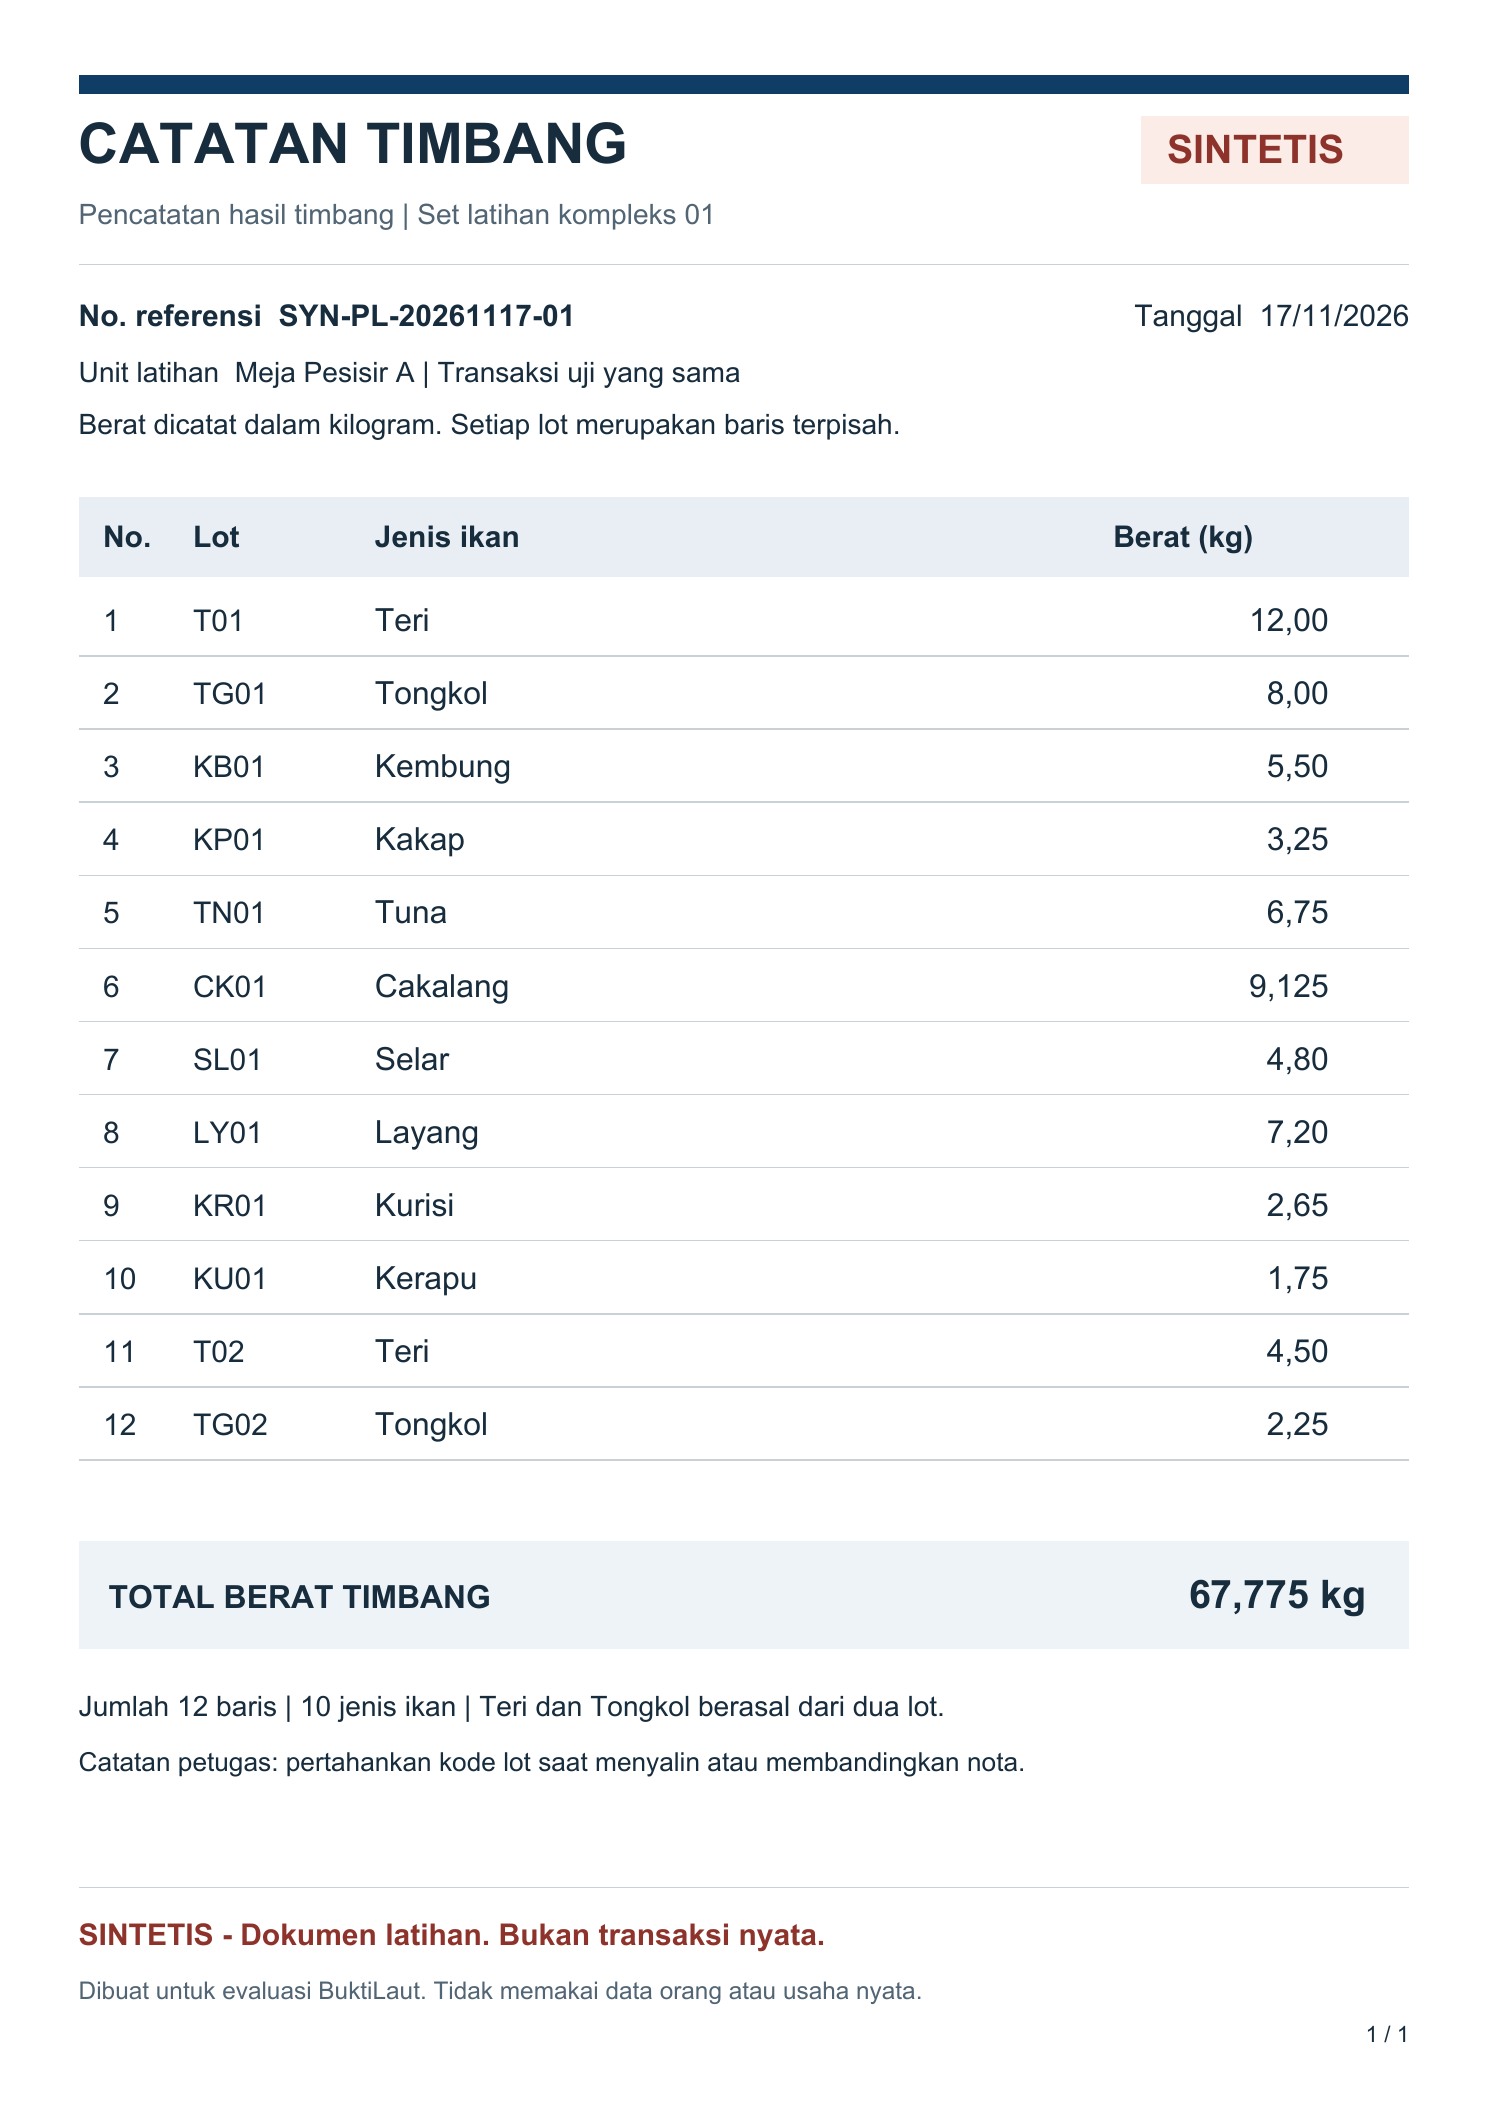 CATATAN TIMBANG
SINTETIS
Pencatatan hasil timbang | Set latihan kompleks 01
No. referensi SYN-PL-20261117-01 Tanggal 17/11/2026
Unit latihan Meja Pesisir A | Transaksi uji yang sama
Berat dicatat dalam kilogram. Setiap lot merupakan baris terpisah.
No. Lot Jenis ikan Berat (kg)
1 T01 Teri 12,00
2 TG01 Tongkol 8,00
3 KB01 Kembung 5,50
4 KP01 Kakap 3,25
5 TN01 Tuna 6,75
6 CK01 Cakalang 9,125
7 SL01 Selar 4,80
8 LY01 Layang 7,20
9 KR01 Kurisi 2,65
10 KU01 Kerapu 1,75
11 T02 Teri 4,50
12 TG02 Tongkol 2,25
TOTAL BERAT TIMBANG 67,775 kg
Jumlah 12 baris | 10 jenis ikan | Teri dan Tongkol berasal dari dua lot.
Catatan petugas: pertahankan kode lot saat menyalin atau membandingkan nota.
SINTETIS - Dokumen latihan. Bukan transaksi nyata.
Dibuat untuk evaluasi BuktiLaut. Tidak memakai data orang atau usaha nyata.
1 / 1